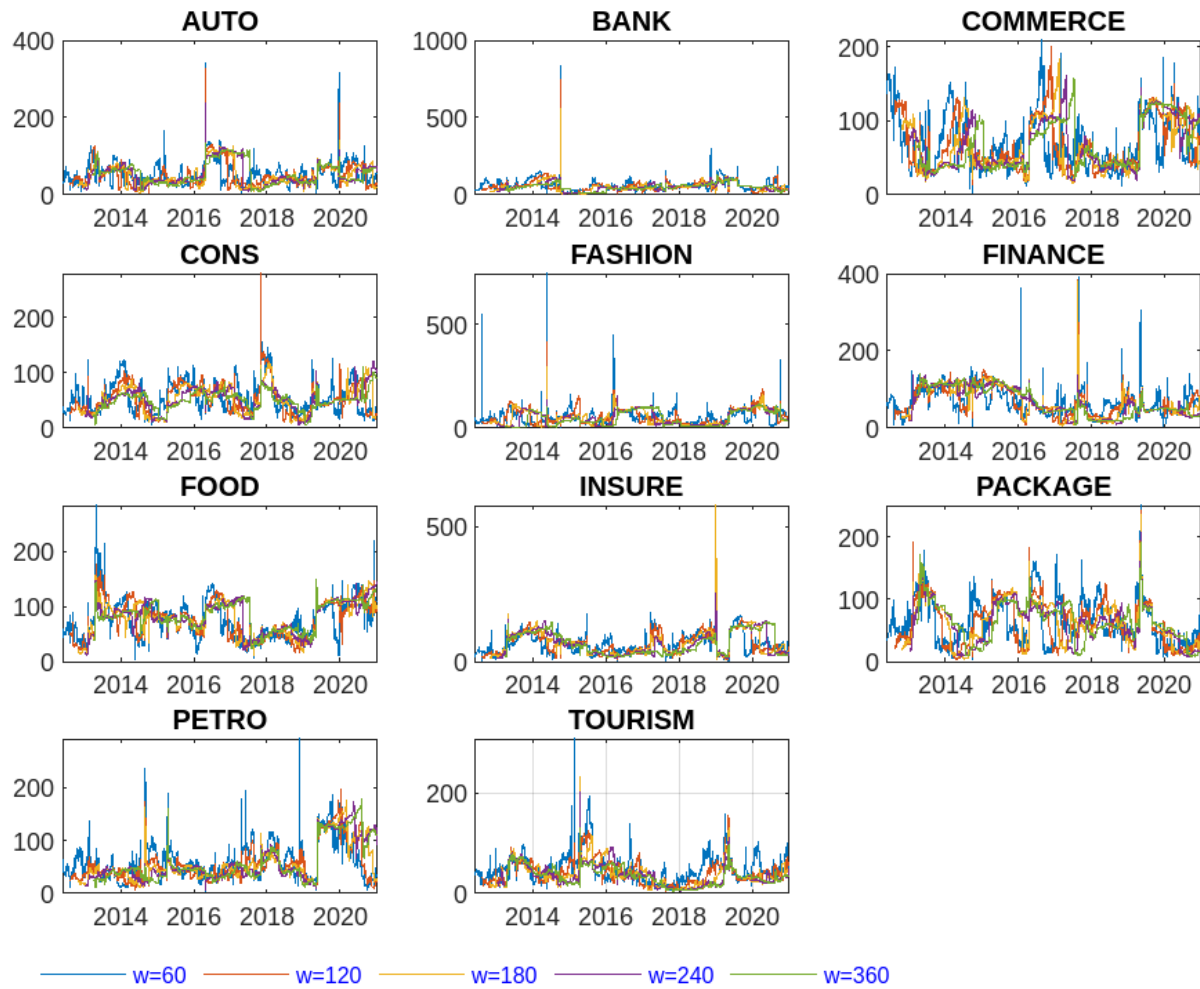 AUTO BANK COMMERCE
400 1000 200
200 500 100
0 0 0
2014 2016 2018 2020 2014 2016 2018 2020 2014 2016 2018 2020
CONS FASHION FINANCE
200 500 400
100 200
0 0 0
2014 2016 2018 2020 2014 2016 2018 2020 2014 2016 2018 2020
FOOD INSURE PACKAGE
200 500 200
100 100
0 0 0
2014 2016 2018 2020 2014 2016 2018 2020 2014 2016 2018 2020
PETRO TOURISM
200 200
100
0 0
2014 2016 2018 2020 2014 2016 2018 2020
w=60 w=120 w=180 w=240 w=360